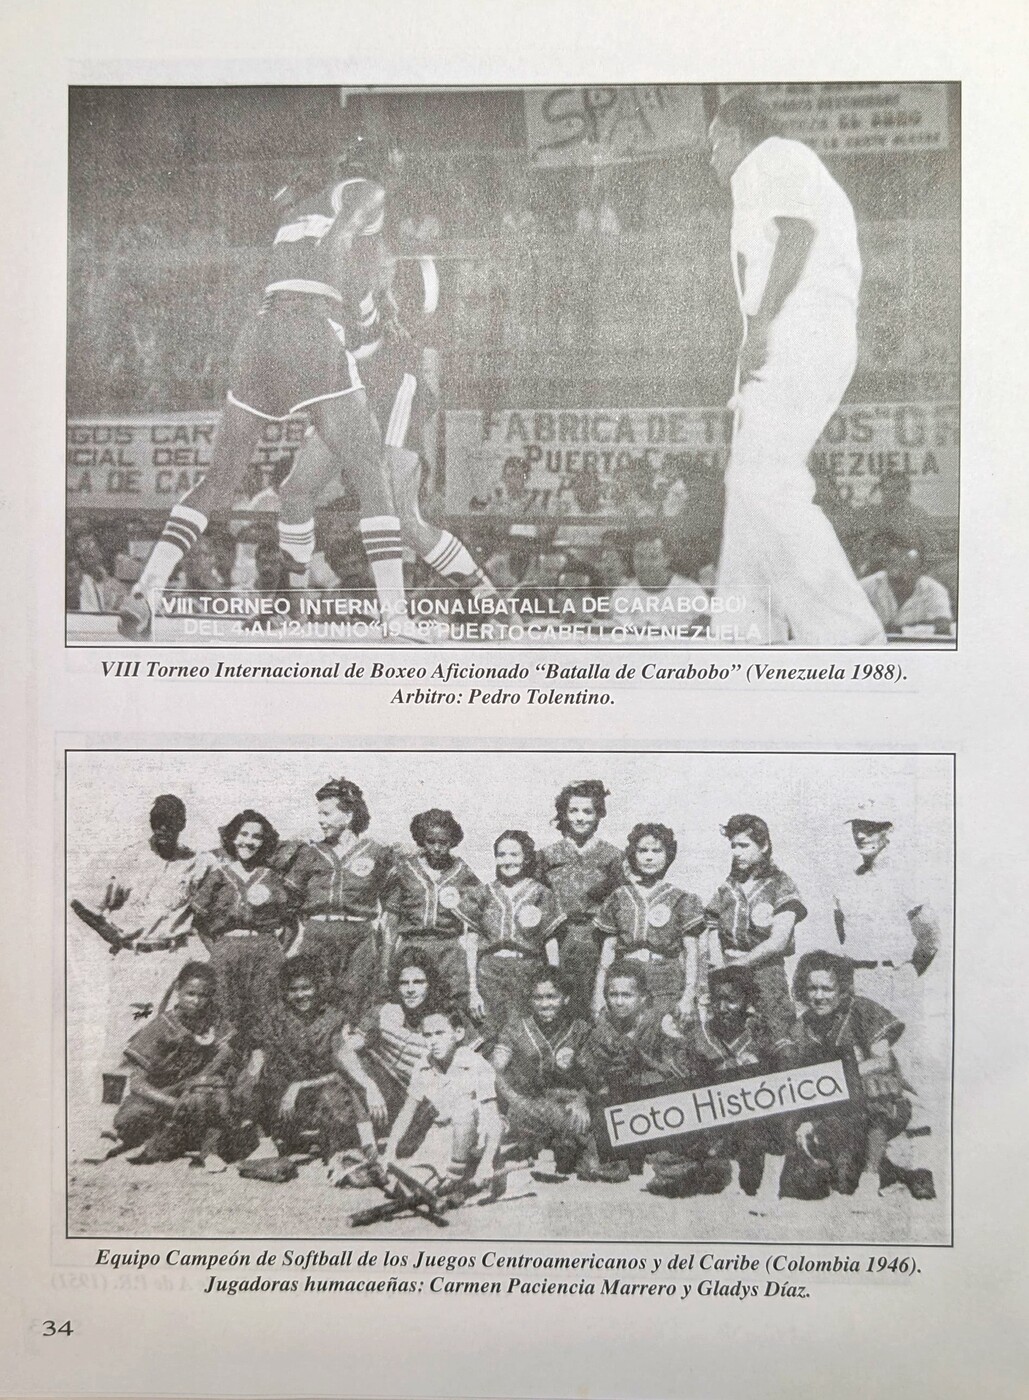 SPA
FABRICA DE
PUERTO CABEL NEZUELA
VIII TORNEO INTERNACIONAL "BATALLA DE CARABOBO"
DEL 4 AL 12 JUNIO "1988" PUERTO CABELLO "VENEZUELA
VIII Torneo Internacional de Boxeo Aficionado “Batalla de Carabobo” (Venezuela 1988).
Arbitro: Pedro Tolentino.
Foto Histórica
Equipo Campeón de Softball de los Juegos Centroamericanos y del Caribe (Colombia 1946).
Jugadoras humacaeñas: Carmen Paciencia Marrero y Gladys Díaz.
34